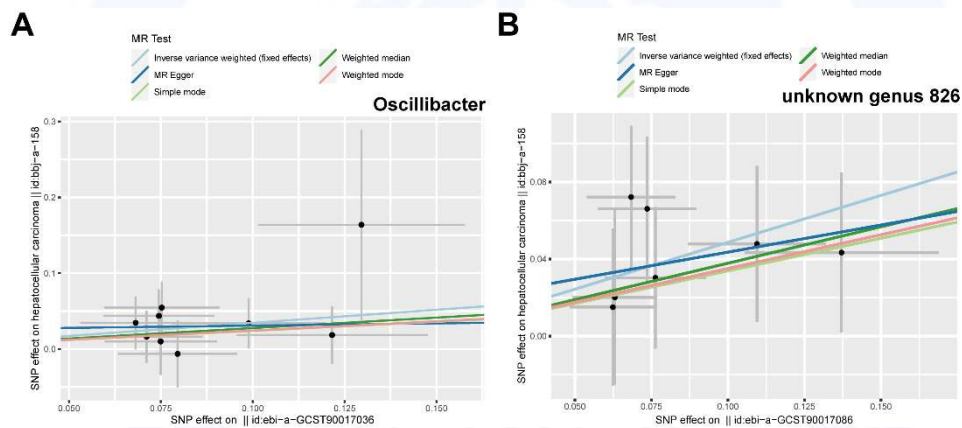 A
MR Test
Inverse variance weighted (fixed effects)
Weighted median
MR Egger
Weighted mode
Simple mode
Oscillibacter
SNP effect on hepatocellular carcinoma || id:bbj-a-158
0.3
0.2
0.1
0.0
0.050
0.075
0.100
0.125
0.150
SNP effect on || id:ebi-a-GCST90017036
B
MR Test
Inverse variance weighted (fixed effects)
Weighted median
MR Egger
Weighted mode
Simple mode
unknown genus 826
SNP effect on hepatocellular carcinoma || id:bbj-a-158
0.08
0.04
0.00
0.050
0.075
0.100
0.125
0.150
SNP effect on || id:ebi-a-GCST90017086